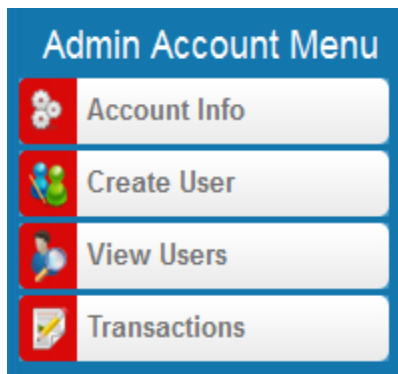 Admin Account Menu
Account Info
Create User
View Users
Transactions